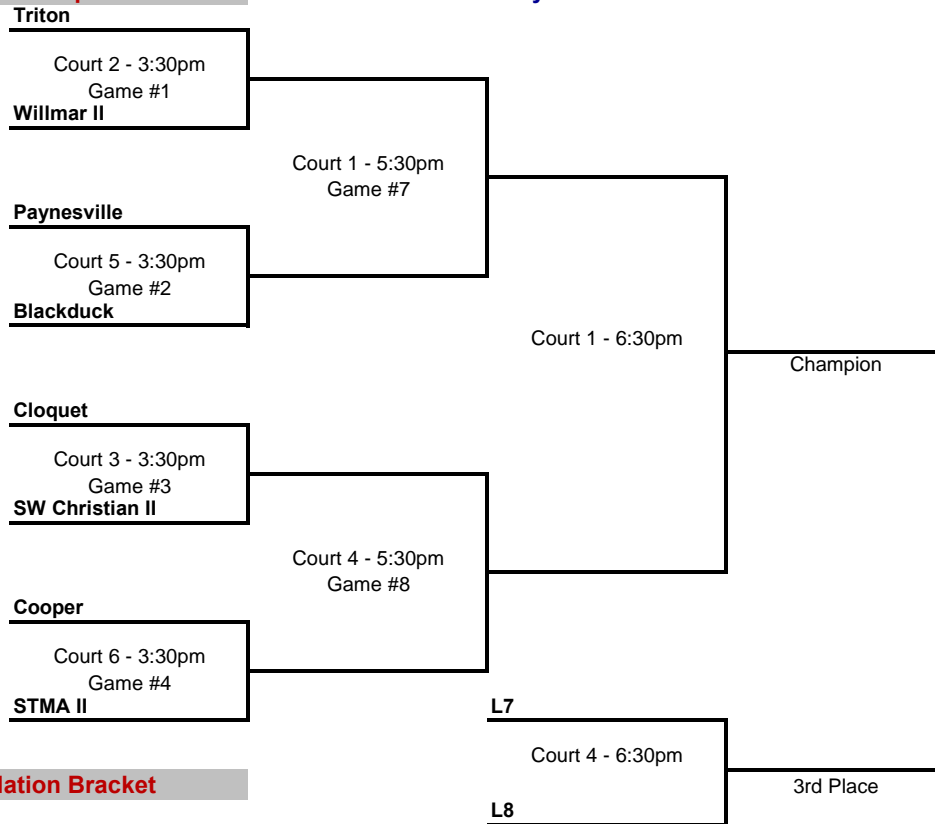 Triton
Court 2 - 3:30pm
Game #1
Willmar II
Court 1 - 5:30pm
Game #7
Paynesville
Court 5 - 3:30pm
Game #2
Blackduck
Court 1 - 6:30pm
Champion
Cloquet
Court 3 - 3:30pm
Game #3
SW Christian II
Court 4 - 5:30pm
Game #8
Cooper
Court 6 - 3:30pm
Game #4
STMA II
L7
Court 4 - 6:30pm
3rd Place
L8
lation Bracket